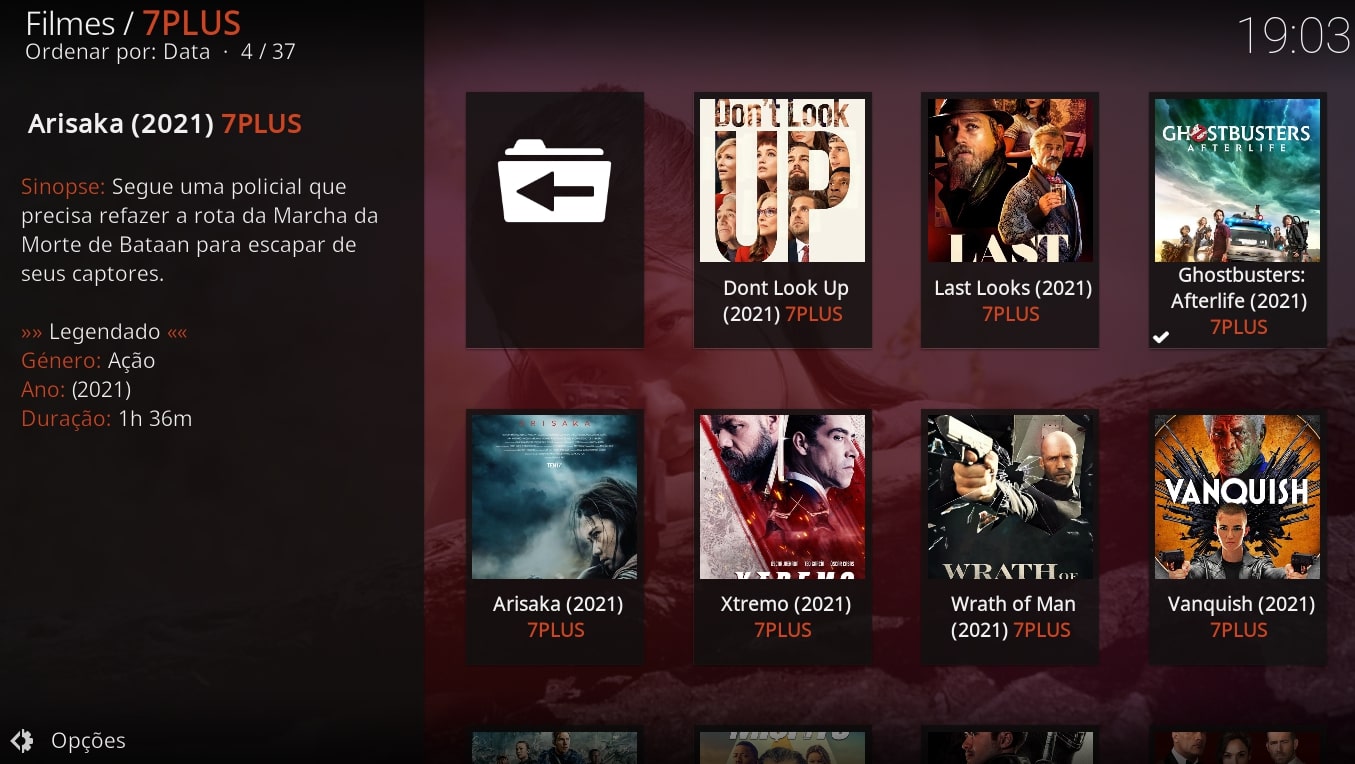 Filmes / 7PLUS
Ordenar por: Data · 4 / 37
19:03
Arisaka (2021) 7PLUS
Sinopse: Segue uma policial que
precisa refazer a rota da Marcha da
Morte de Bataan para escapar de
seus captores.
»» Legendado ««
Género: Ação
Ano: (2021)
Duração: 1h 36m
Don't Look
UP
Dont Look Up
(2021) 7PLUS
LAST
Last Looks (2021)
7PLUS
GHOSTBUSTERS
AFTERLIFE
Ghostbusters:
Afterlife (2021)
7PLUS
ARISAKA
Arisaka (2021)
7PLUS
XTREMO
Xtremo (2021)
7PLUS
WRATH OF
Wrath of Man
(2021) 7PLUS
VANQUISH
Vanquish (2021)
7PLUS
Opções